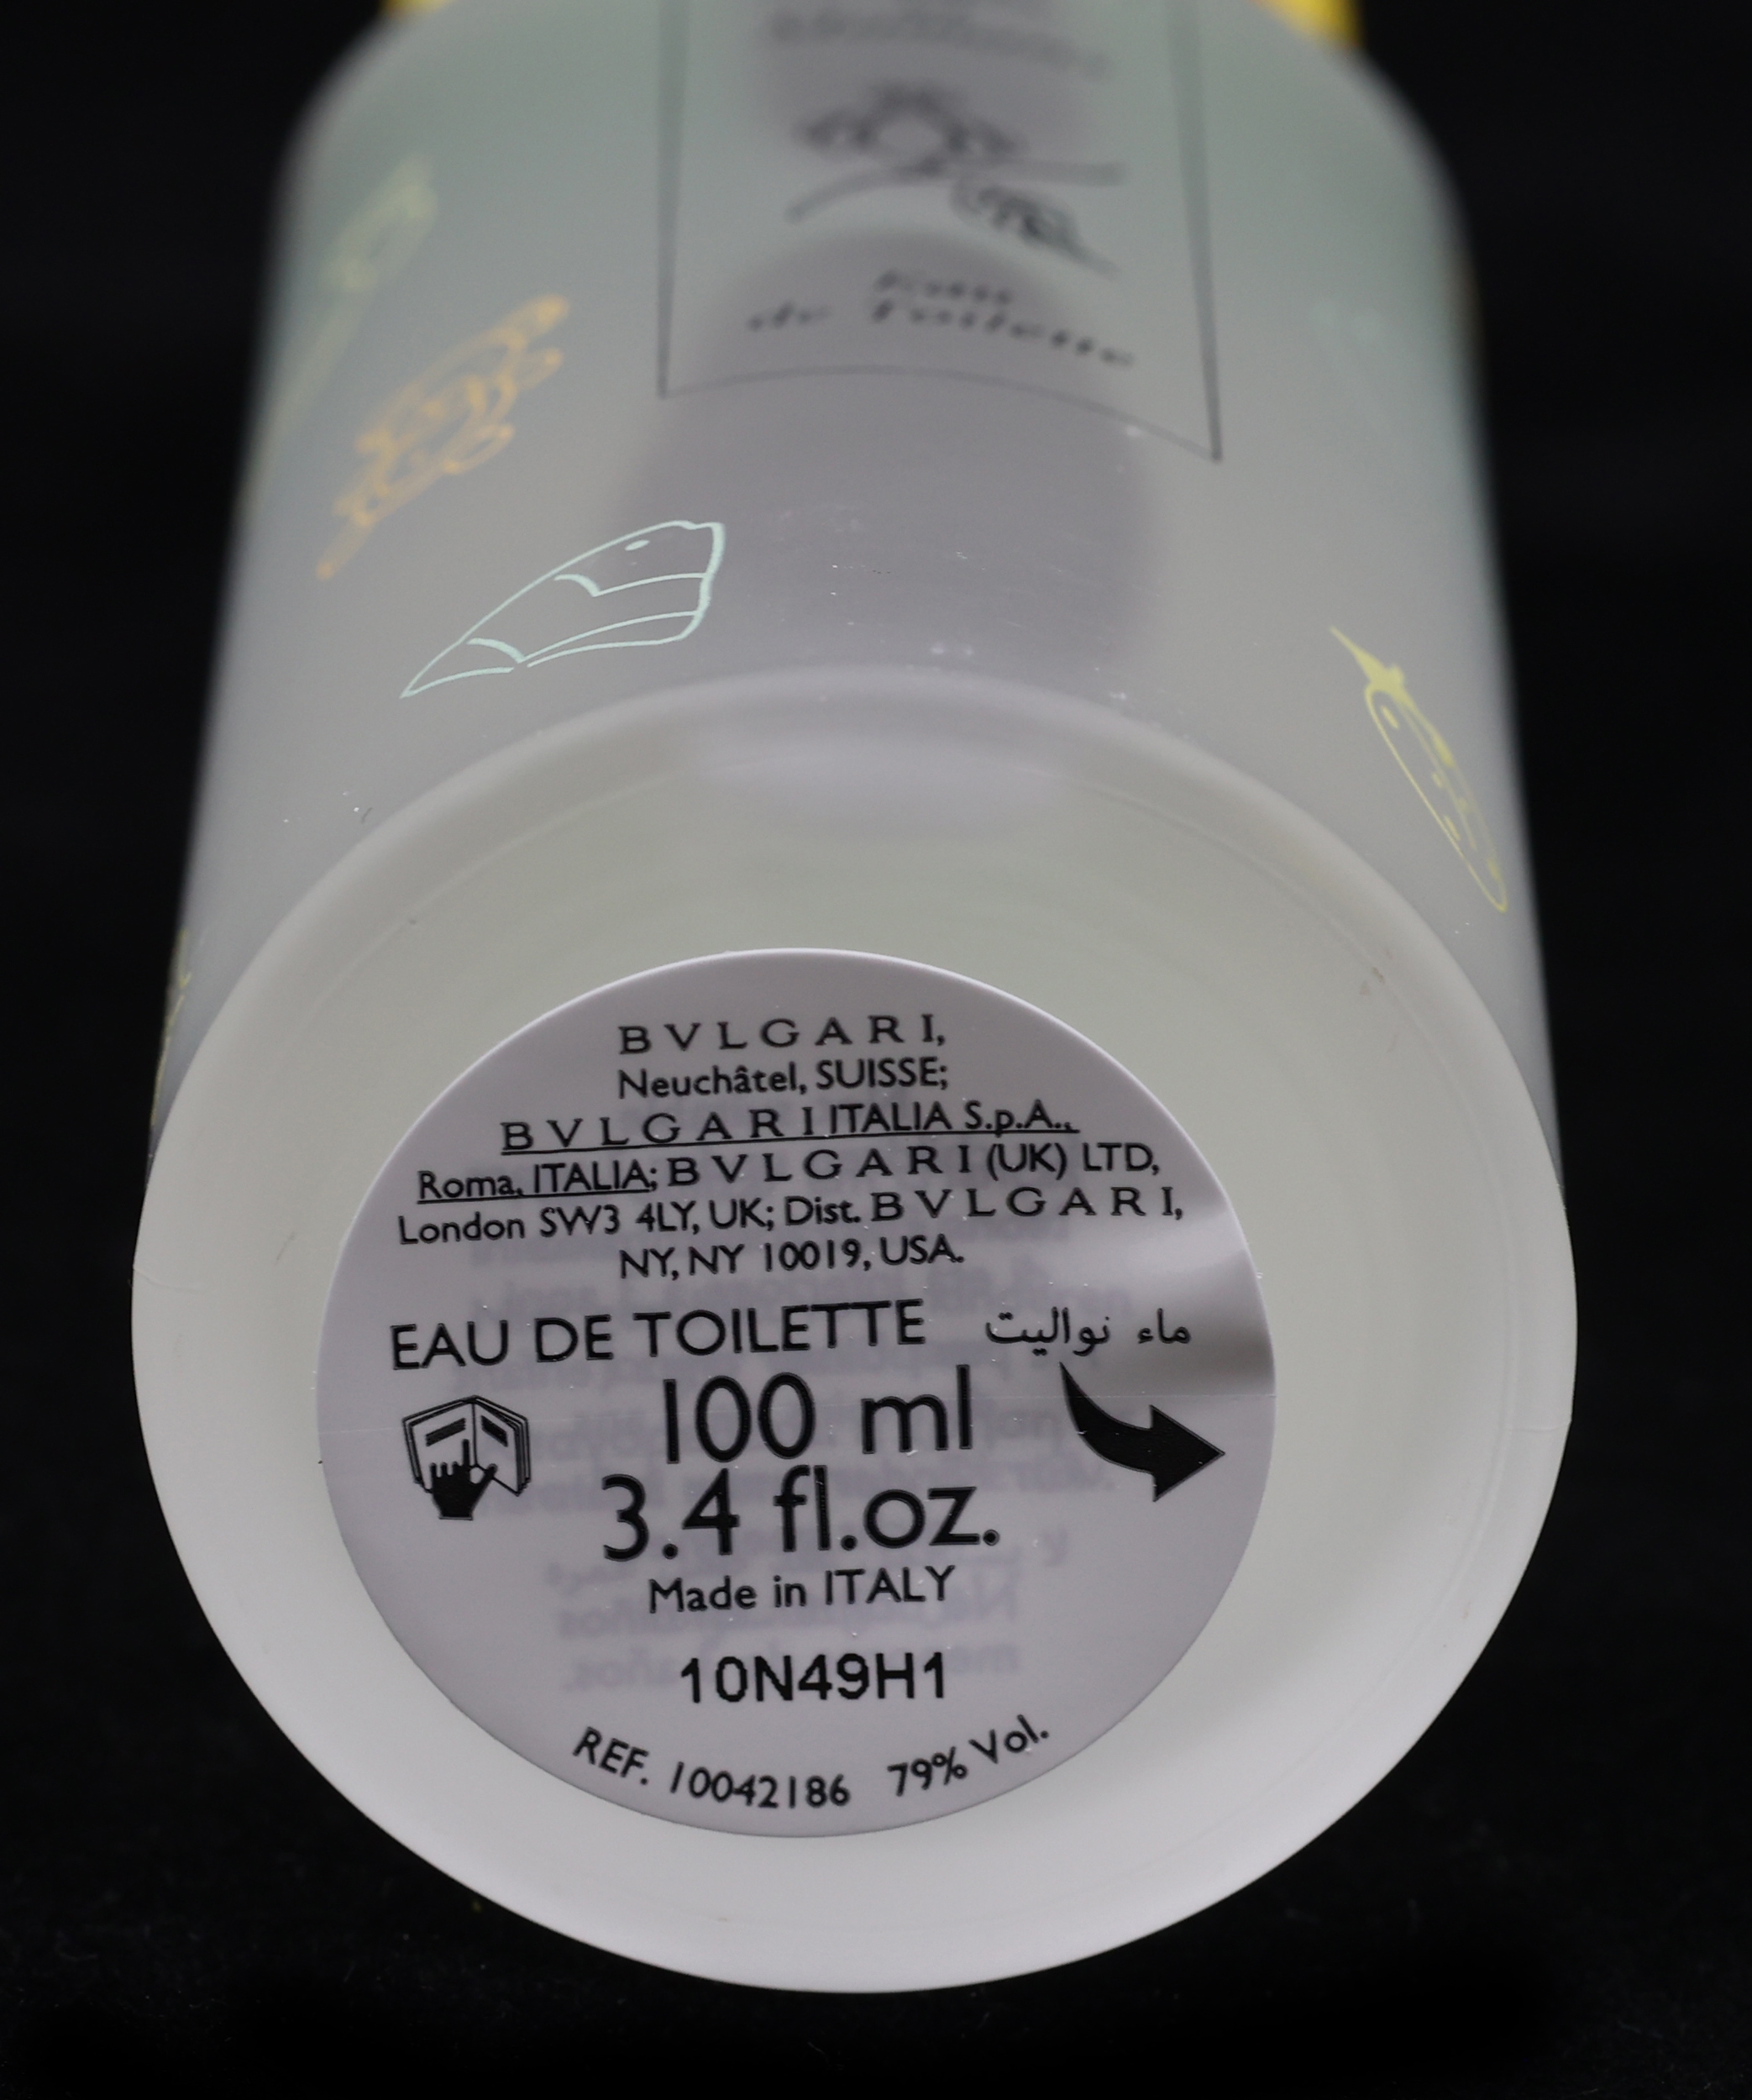 de Toilette
BVLGARI,
Neuchâtel, SUISSE;
BVLGARI ITALIA S.p.A.,
Roma, ITALIA; BVLGARI (UK) LTD,
London SW3 4LY, UK; Dist. BVLGARI,
NY, NY 10019, USA.
EAU DE TOILETTE ماء نواليت
100 ml
3.4 fl.oz.
Made in ITALY
10N49H1
REF. 10042186 79% Vol.